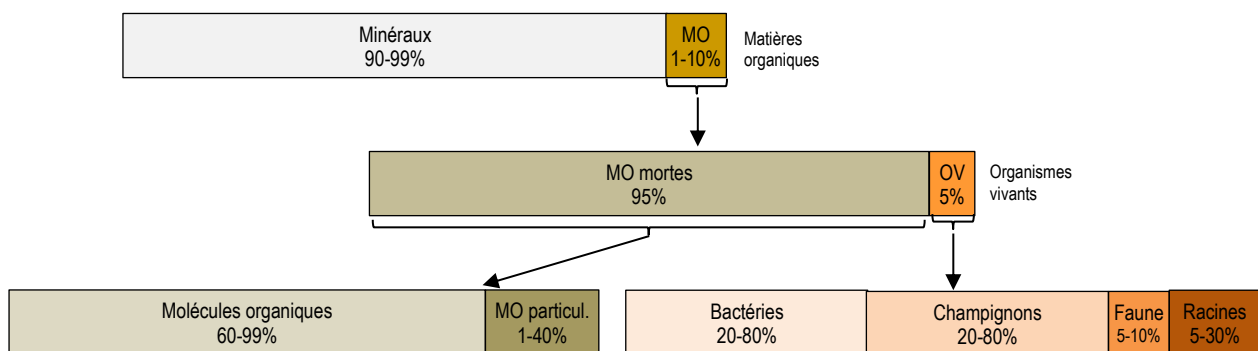 Minéraux
90-99%
MO
1-10%
Matières
organiques
MO mortes
95%
OV
5%
Organismes
vivants
Molécules organiques
60-99%
MO particul.
1-40%
Bactéries
20-80%
Champignons
20-80%
Faune
5-10%
Racines
5-30%